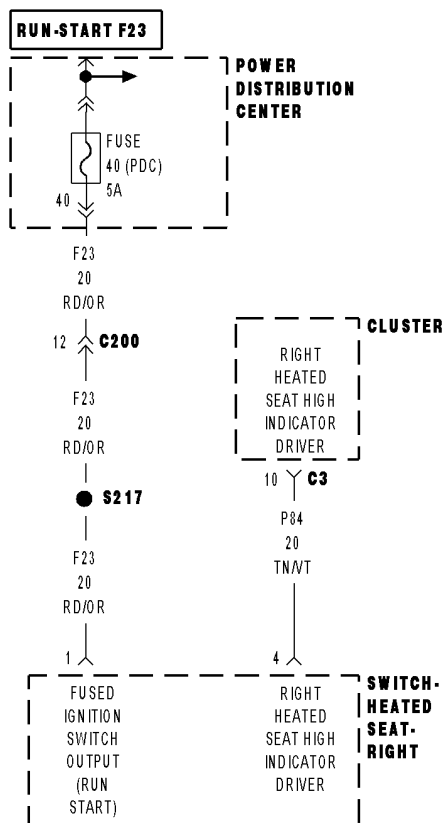 RUN-START F23
POWER
DISTRIBUTION
CENTER
FUSE
40 (PDC)
5A
40
F23
20
RD/OR
12 C200
F23
20
RD/OR
S217
F23
20
RD/OR
1
CLUSTER
RIGHT
HEATED
SEAT HIGH
INDICATOR
DRIVER
10 C3
P84
20
TN/VT
4
SWITCH-
HEATED
SEAT-
RIGHT
FUSED
IGNITION
SWITCH
OUTPUT
(RUN
START)
RIGHT
HEATED
SEAT HIGH
INDICATOR
DRIVER